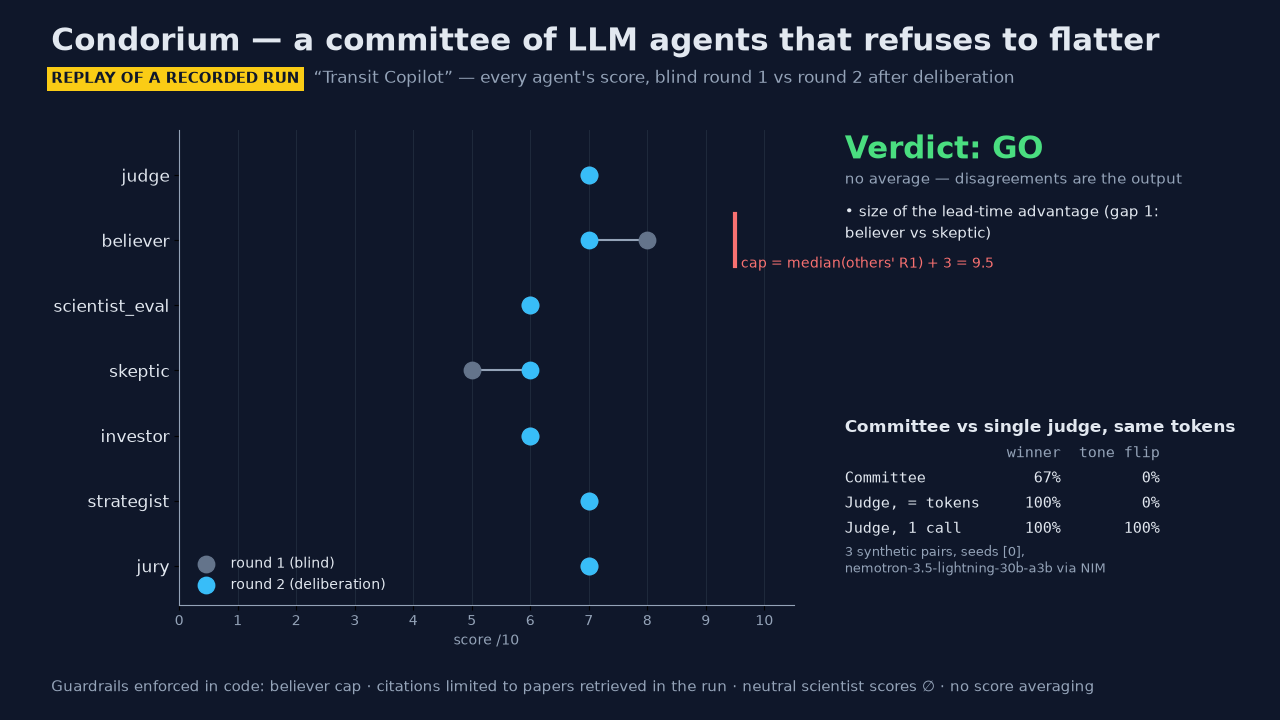 Condorium — a committee of LLM agents that refuses to flatter
REPLAY OF A RECORDED RUN “Transit Copilot” — every agent's score, blind round 1 vs round 2 after deliberation
judge
believer
scientist_eval
skeptic
investor
strategist
jury
cap = median(others' R1) + 3 = 9.5
round 1 (blind)
round 2 (deliberation)
0 1 2 3 4 5 6 7 8 9 10
score /10
Verdict: GO
no average — disagreements are the output
• size of the lead-time advantage (gap 1:
believer vs skeptic)
Committee vs single judge, same tokens
winner tone flip
Committee 67% 0%
Judge, = tokens 100% 0%
Judge, 1 call 100% 100%
3 synthetic pairs, seeds [0],
nemotron-3.5-lightning-30b-a3b via NIM
Guardrails enforced in code: believer cap · citations limited to papers retrieved in the run · neutral scientist scores ∅ · no score averaging